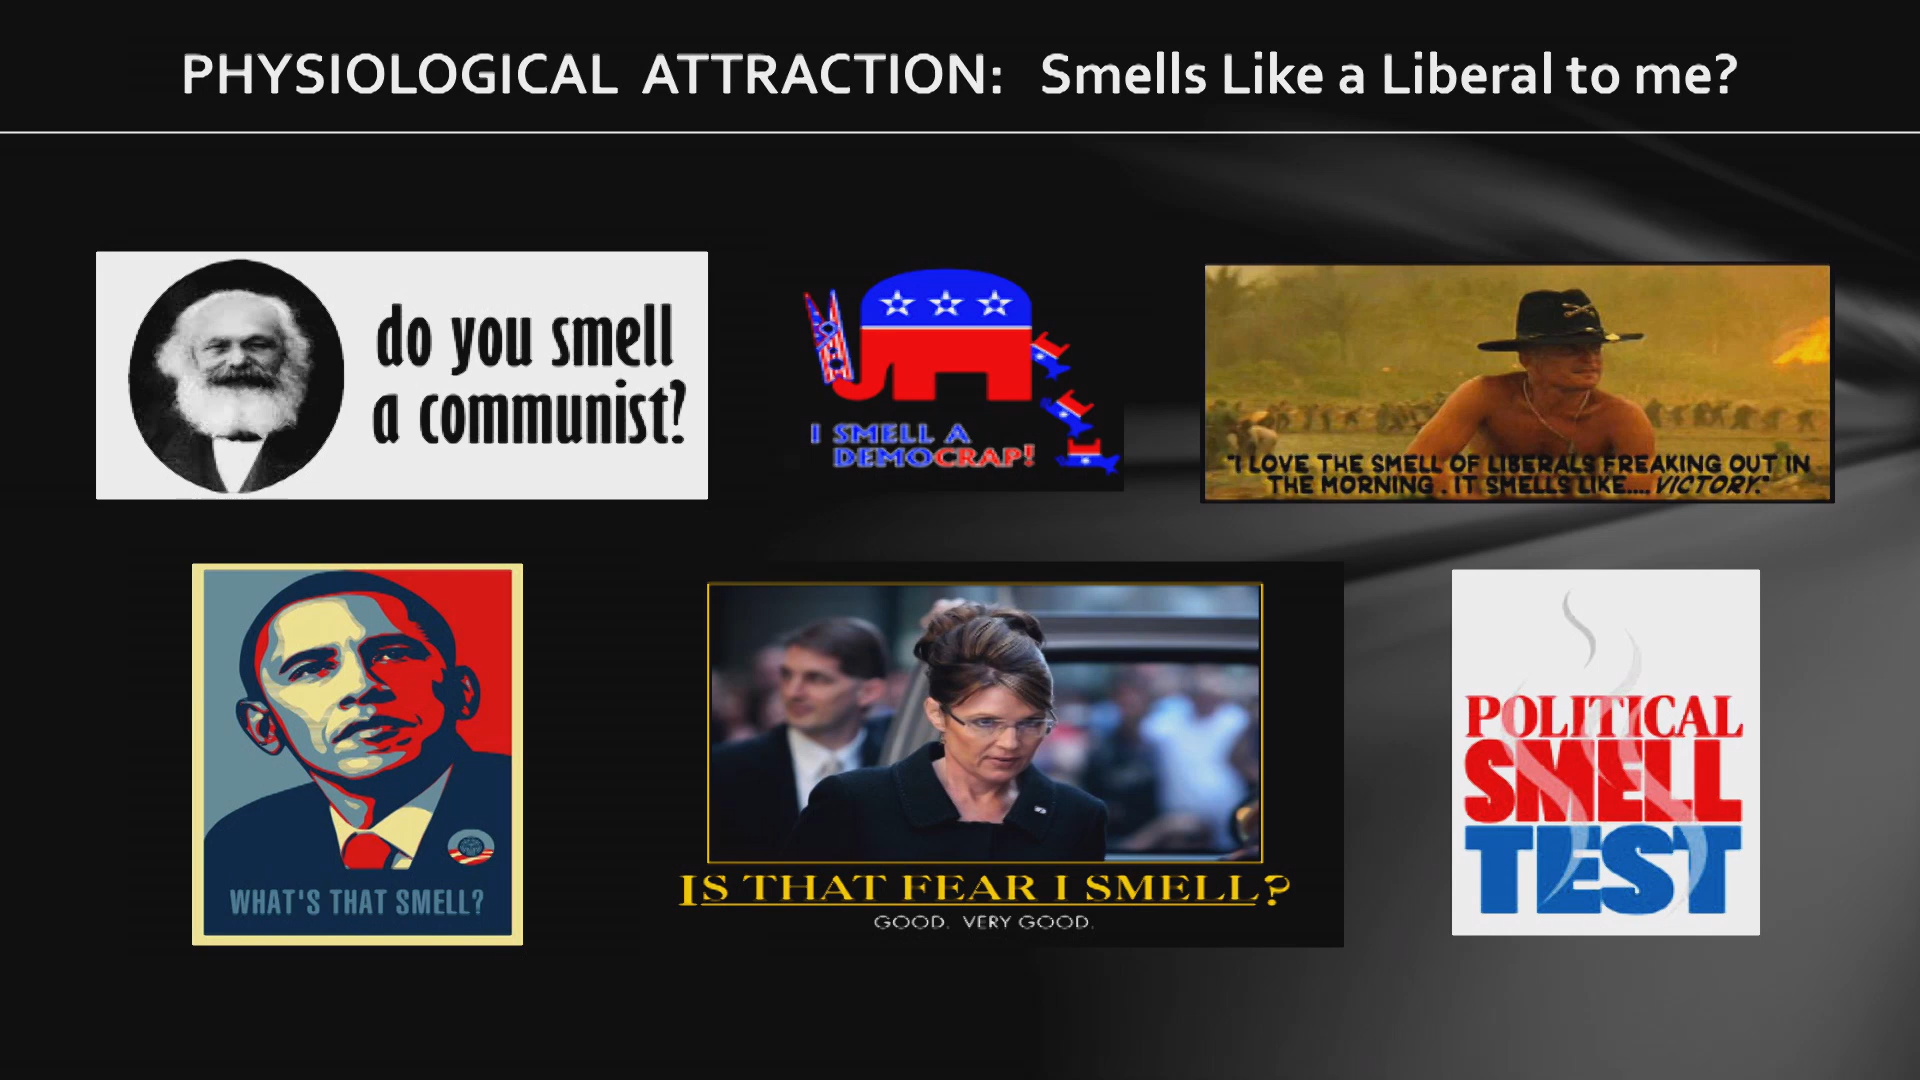 PHYSIOLOGICAL ATTRACTION: Smells Like a Liberal to me?
do you smell
a communist?
I SMELL A
DEMOCRAP!
"I LOVE THE SMELL OF LIBERALS FREAKING OUT IN
THE MORNING . IT SMELLS LIKE.... VICTORY."
WHAT'S THAT SMELL?
IS THAT FEAR I SMELL?
GOOD. VERY GOOD.
POLITICAL
SMELL
TEST